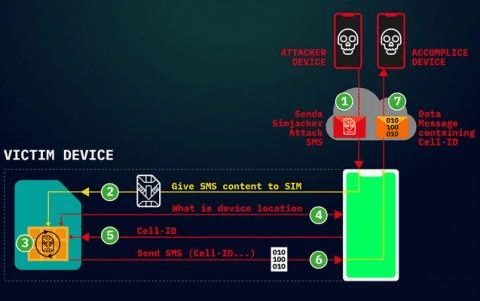 ATTACKER
DEVICE
ACCOMPLICE
DEVICE
1
7
Sends
Simjacker
Attack
SMS
010
100
010
Data
Message
containing
Cell-ID
VICTIM DEVICE
2
Give SMS content to SIM
What is device location
4
3
5
Cell-ID
Send SMS (Cell-ID...)
010
100
010
6